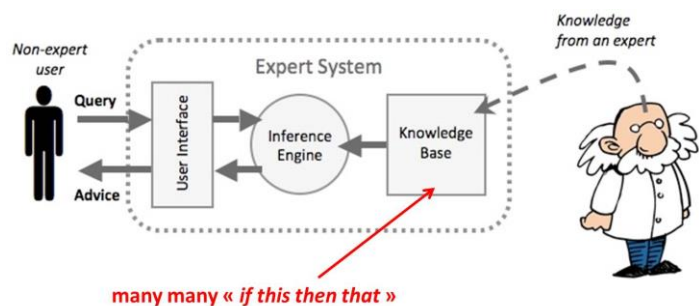 Non-expert
user
Knowledge
from an expert
Expert System
Query
Advice
User Interface
Inference
Engine
Knowledge
Base
many many « if this then that »